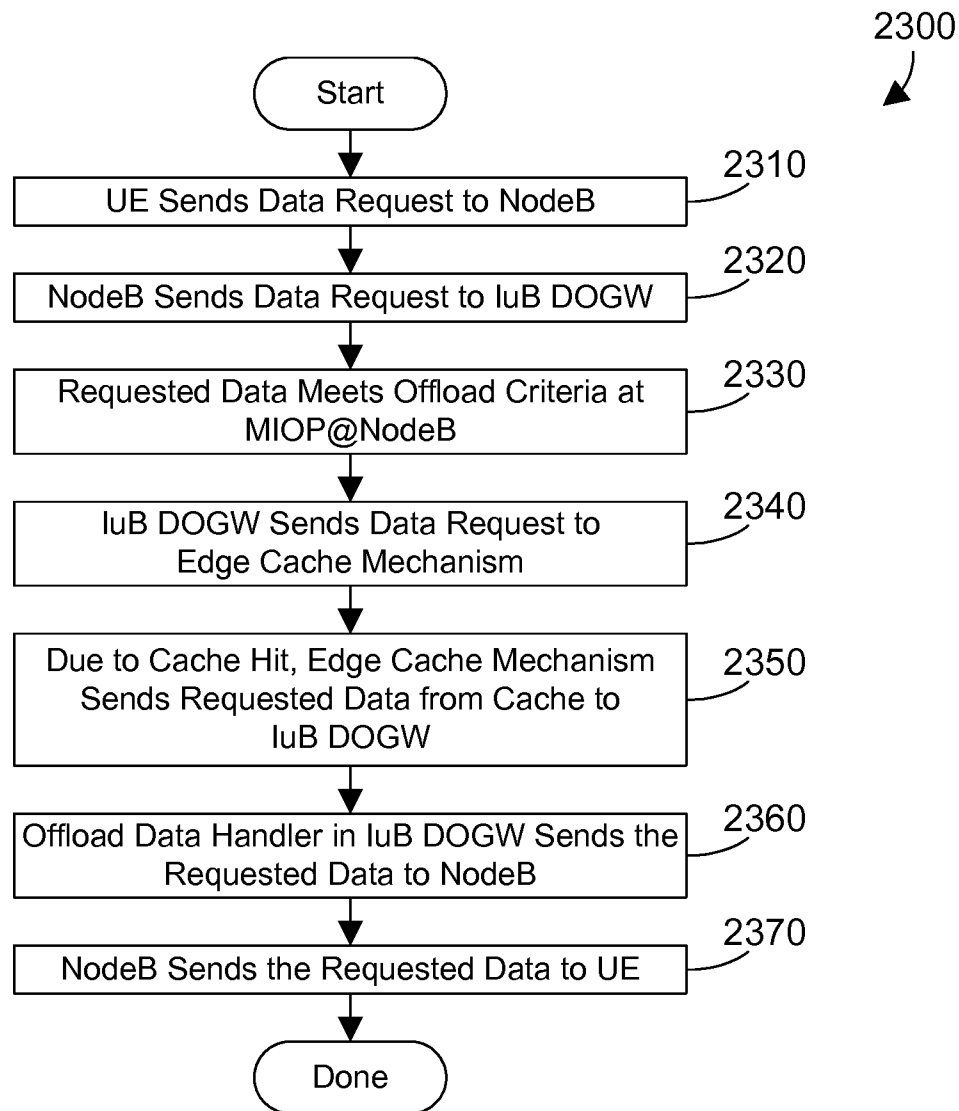 2300
Start
2310
UE Sends Data Request to NodeB
2320
NodeB Sends Data Request to IuB DOGW
2330
Requested Data Meets Offload Criteria at
MIOP@NodeB
2340
IuB DOGW Sends Data Request to
Edge Cache Mechanism
2350
Due to Cache Hit, Edge Cache Mechanism
Sends Requested Data from Cache to
IuB DOGW
2360
Offload Data Handler in IuB DOGW Sends the
Requested Data to NodeB
2370
NodeB Sends the Requested Data to UE
Done